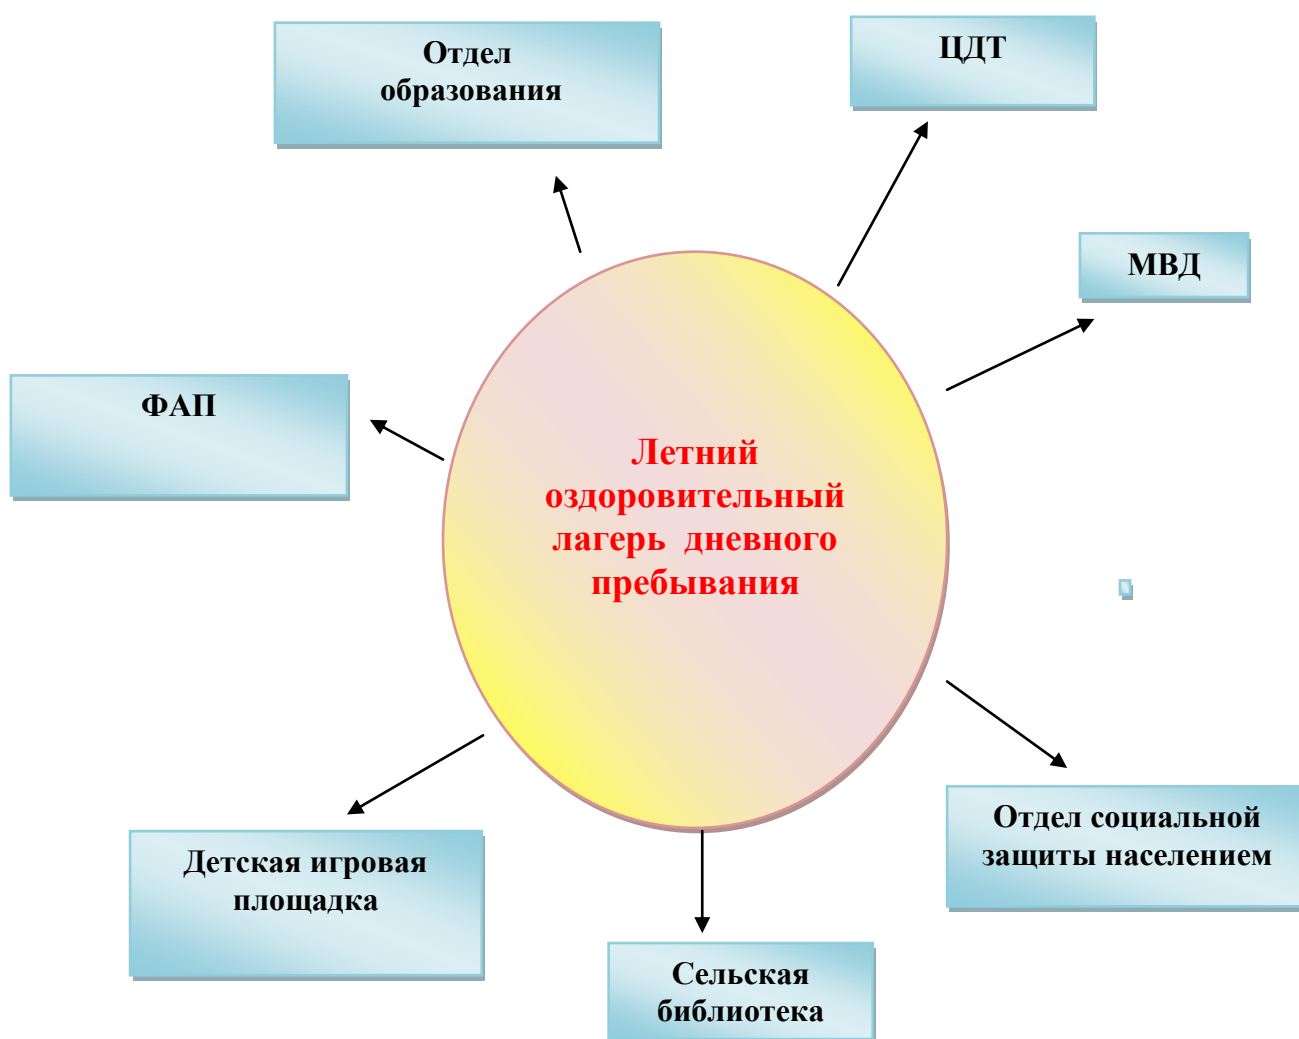 Отдел
образования
ЦДТ
МВД
ФАП
Летний
оздоровительный
лагерь дневного
пребывания
Отдел социальной
защиты населением
Детская игровая
площадка
Сельская
библиотека